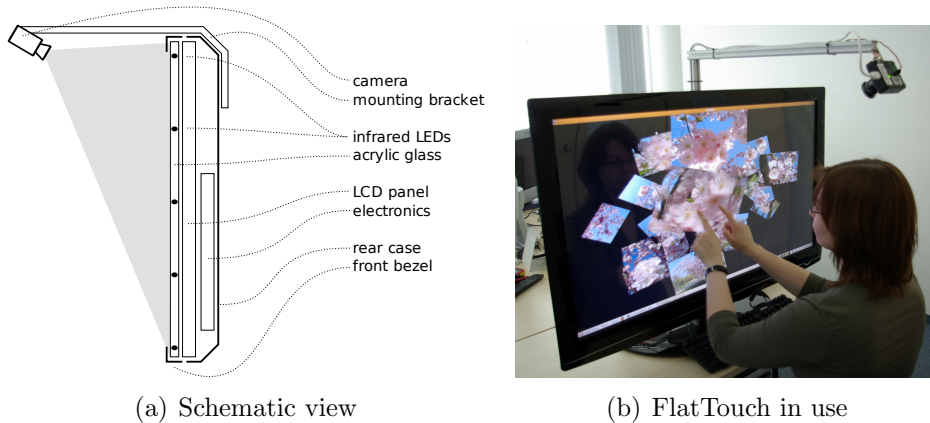 camera
mounting bracket
infrared LEDs
acrylic glass
LCD panel
electronics
rear case
front bezel
(a) Schematic view
(b) FlatTouch in use